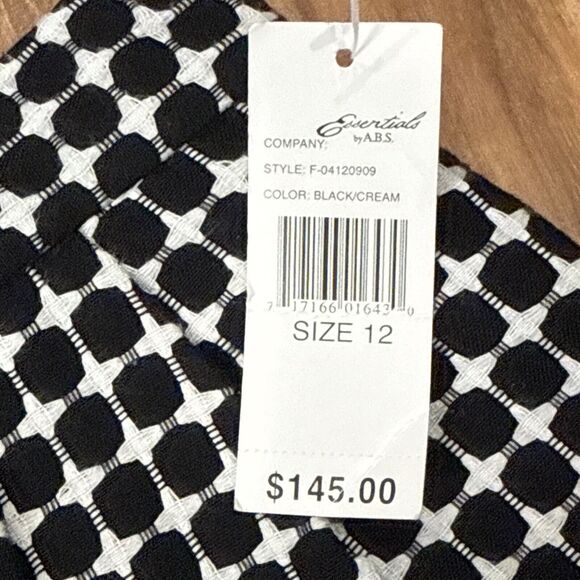 Essentials
by A.B.S.
COMPANY:
STYLE: F-04120909
COLOR: BLACK/CREAM
7 17166 01643 0
SIZE 12
$145.00